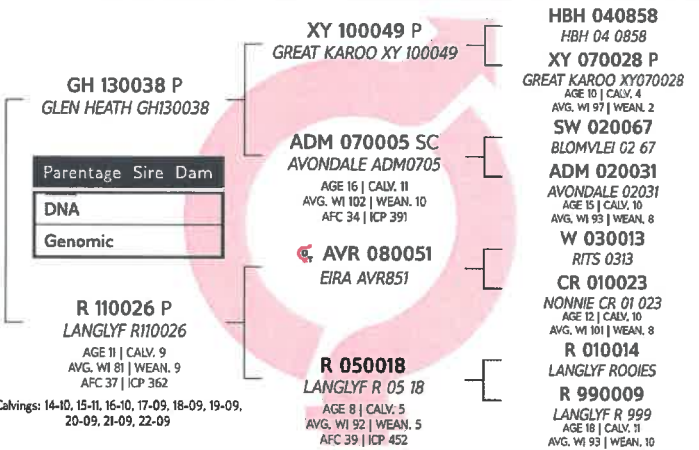 GH 130038 P
GLEN HEATH GH130038
Parentage Sire Dam
DNA
Genomic
R 110026 P
LANGLYF R110026
AGE 11 | CALV. 9
AVG. WI 81 | WEAN. 9
AFC 37 | ICP 362
Calvings: 14-10, 15-11, 16-10, 17-09, 18-09, 19-09,
20-09, 21-09, 22-09
XY 100049 P
GREAT KAROO XY 100049
ADM 070005 SC
AVONDALE ADM0705
AGE 16 | CALV. 11
AVG. WI 102 | WEAN. 10
AFC 34 | ICP 391
AVR 080051
EIRA AVR851
R 050018
LANGLYF R 05 18
AGE 8 | CALV. 5
AVG. WI 92 | WEAN. 5
AFC 39 | ICP 452
HBH 040858
HBH 04 0858
XY 070028 P
GREAT KAROO XY070028
AGE 10 | CALV. 4
AVG. WI 97 | WEAN. 2
SW 020067
BLOMVLEI 02 67
ADM 020031
AVONDALE 02031
AGE 15 | CALV. 10
AVG. WI 93 | WEAN. 8
W 030013
RITS 0313
CR 010023
NONNIE CR 01 023
AGE 12 | CALV. 10
AVG. WI 101 | WEAN. 8
R 010014
LANGLYF ROOIES
R 990009
LANGLYF R 999
AGE 18 | CALV. 11
AVG. WI 93 | WEAN. 10